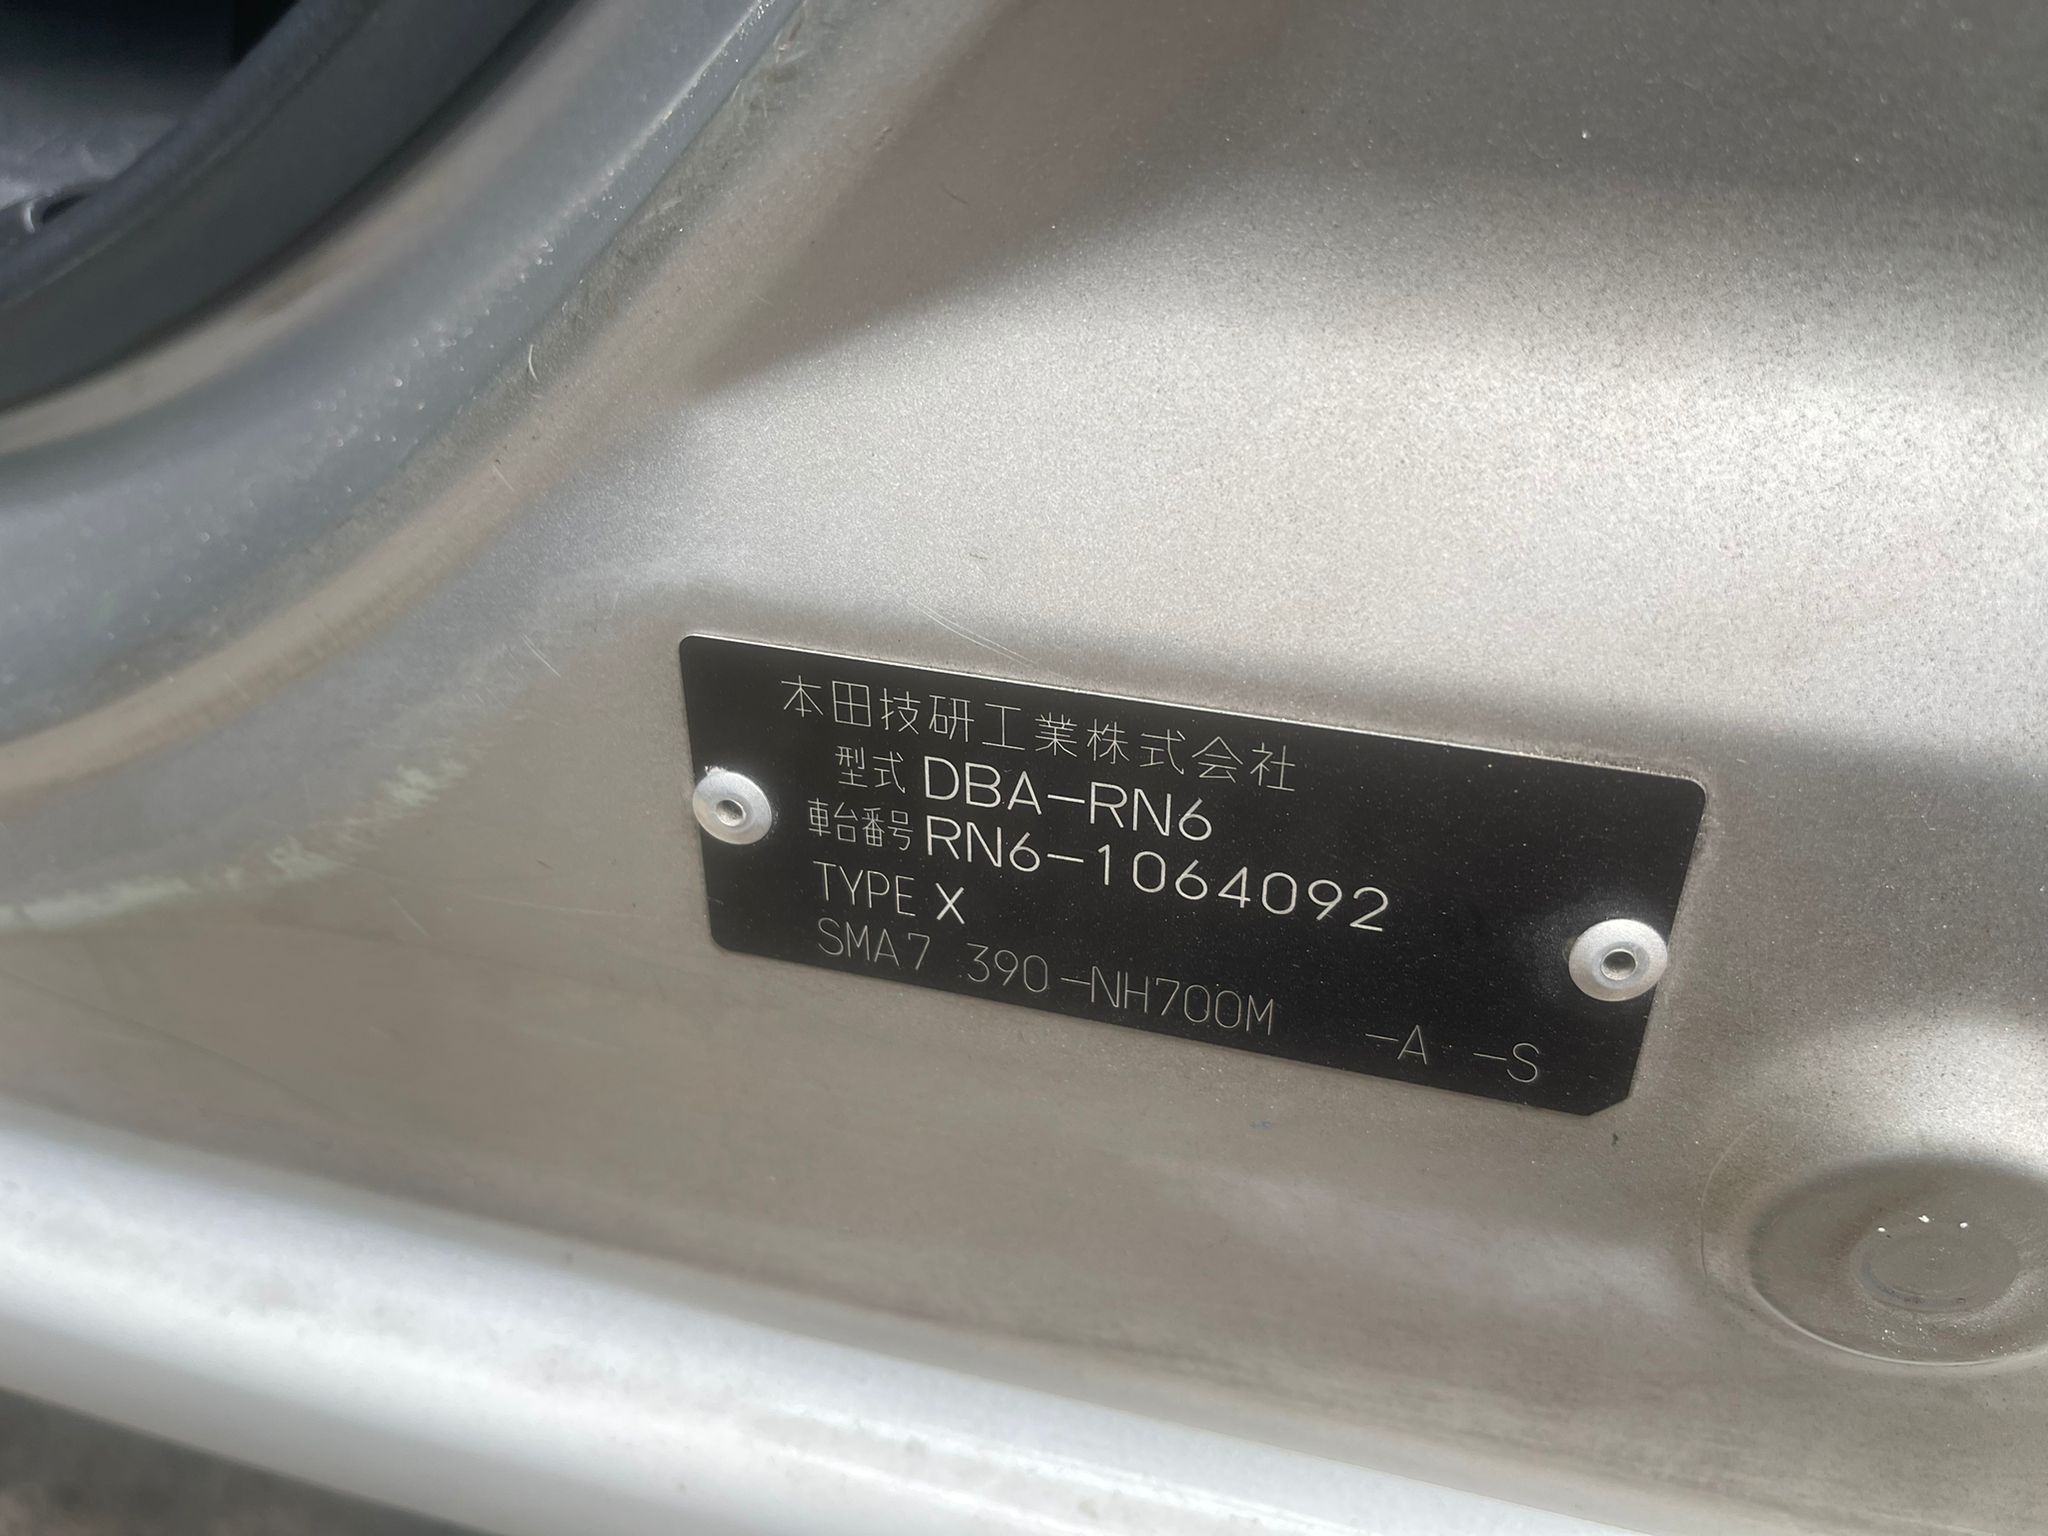 本田技研工業株式会社
型式 DBA-RN6
車台番号 RN6-1064092
TYPE X
SMA7 390-NH700M -A -S